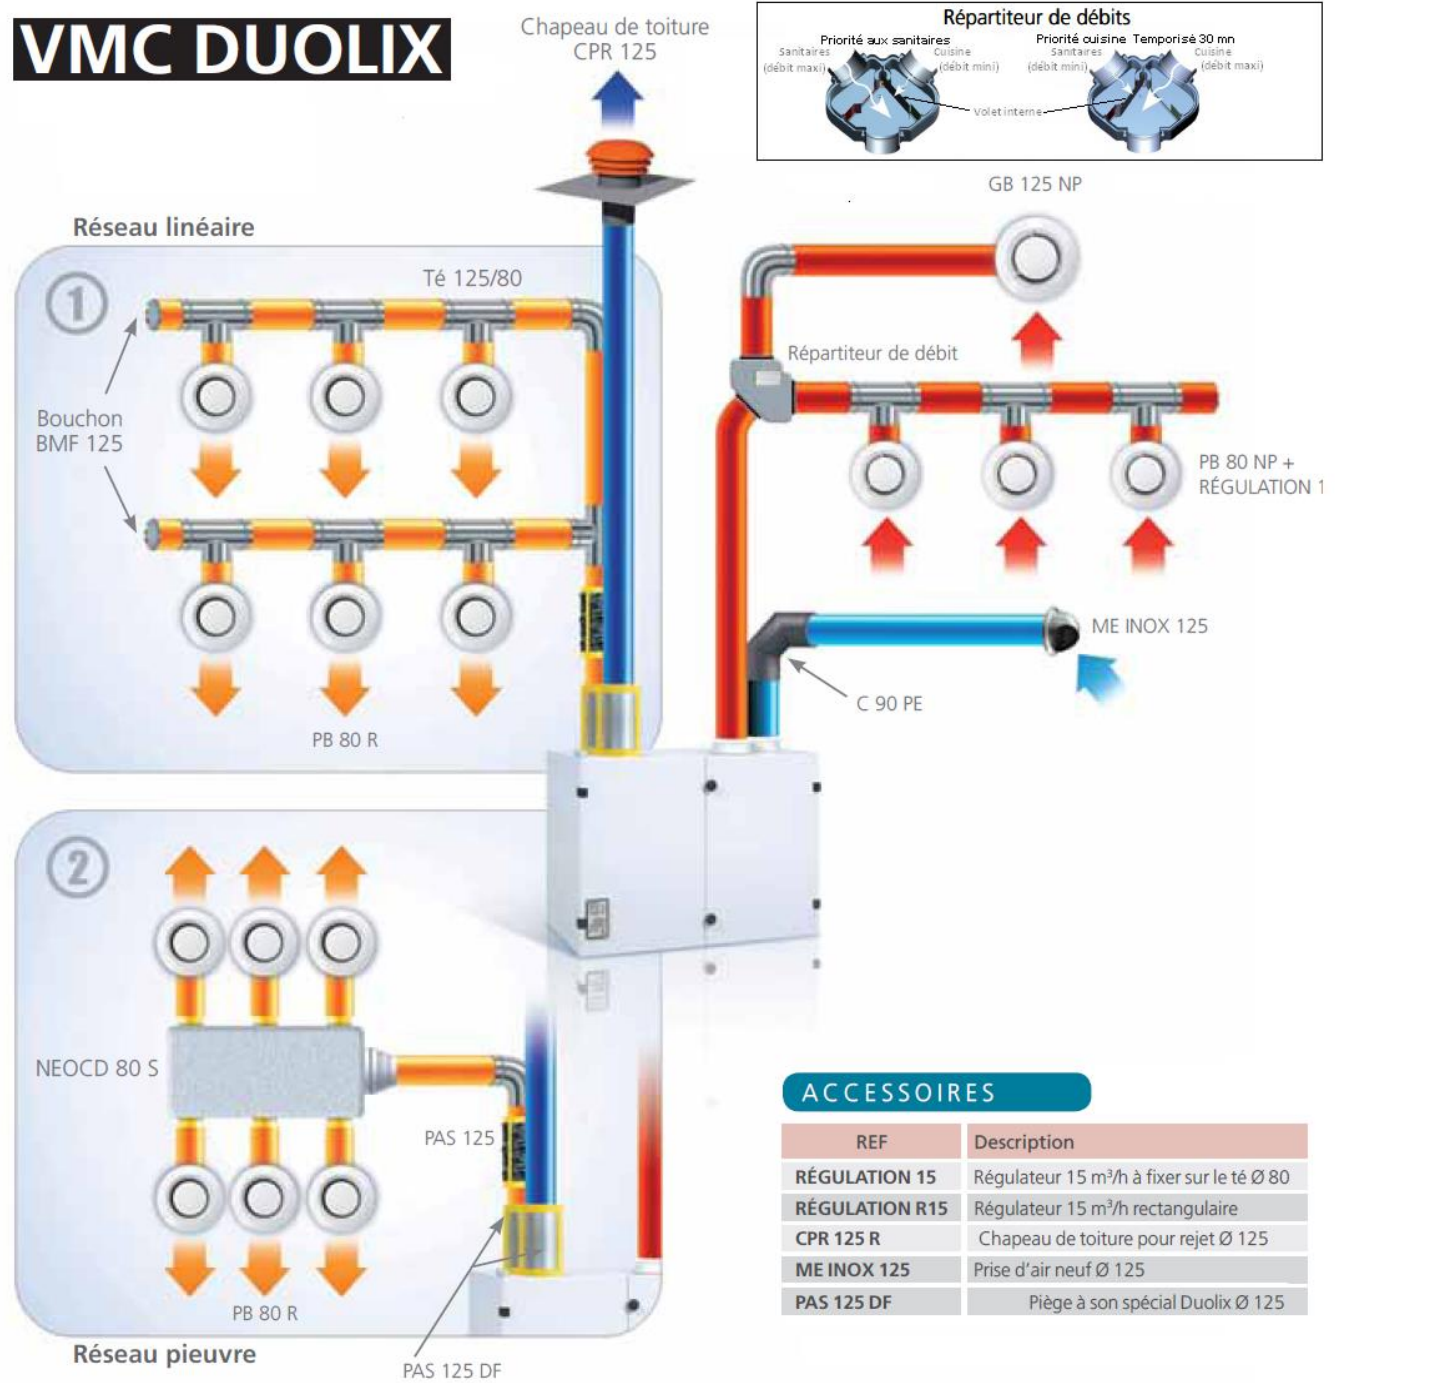 VMC DUOLIX
Chapeau de toiture
CPR 125
Répartiteur de débits
Priorité aux sanitaires
Sanitaires
(débit maxi)
Cuisine
(débit mini)
Priorité cuisine Temporisé 30 mn
Sanitaires
(débit mini)
Cuisine
(débit maxi)
Volet interne
GB 125 NP
Réseau linéaire
1
Té 125/80
Bouchon
BMF 125
Répartiteur de débit
PB 80 NP +
RÉGULATION 1
ME INOX 125
C 90 PE
PB 80 R
2
NEOCD 80 S
PAS 125
PB 80 R
Réseau pieuvre
PAS 125 DF
ACCESSOIRES
REF Description
RÉGULATION 15 Régulateur 15 m³/h à fixer sur le té Ø 80
RÉGULATION R15 Régulateur 15 m³/h rectangulaire
CPR 125 R Chapeau de toiture pour rejet Ø 125
ME INOX 125 Prise d'air neuf Ø 125
PAS 125 DF Piège à son spécial Duolix Ø 125